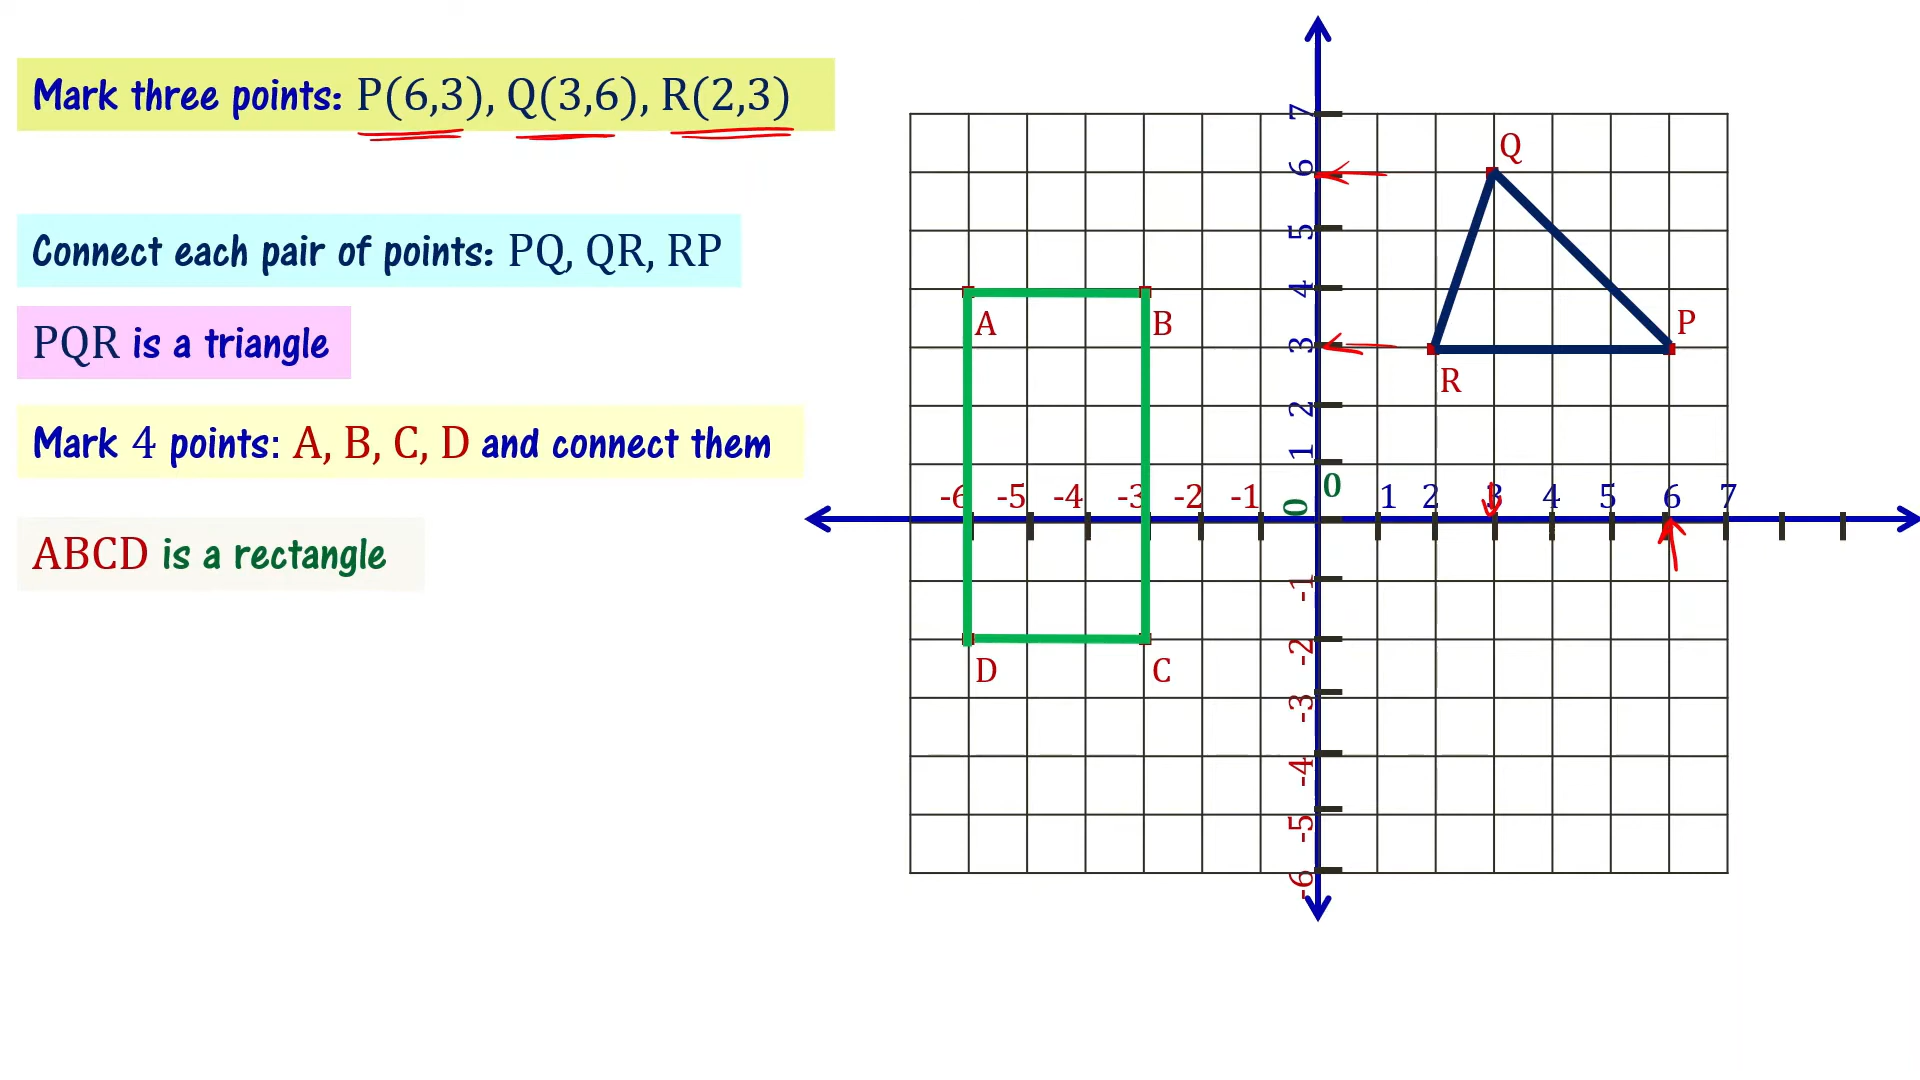 Mark three points: P(6,3), Q(3,6), R(2,3)
Connect each pair of points: PQ, QR, RP
PQR is a triangle
Mark 4 points: A, B, C, D and connect them
ABCD is a rectangle
7
6
5
4
3
2
1
0
-1
-2
-3
-4
-5
-6
-6 -5 -4 -3 -2 -1 0 1 2 3 4 5 6 7
Q
P
R
A
B
D
C